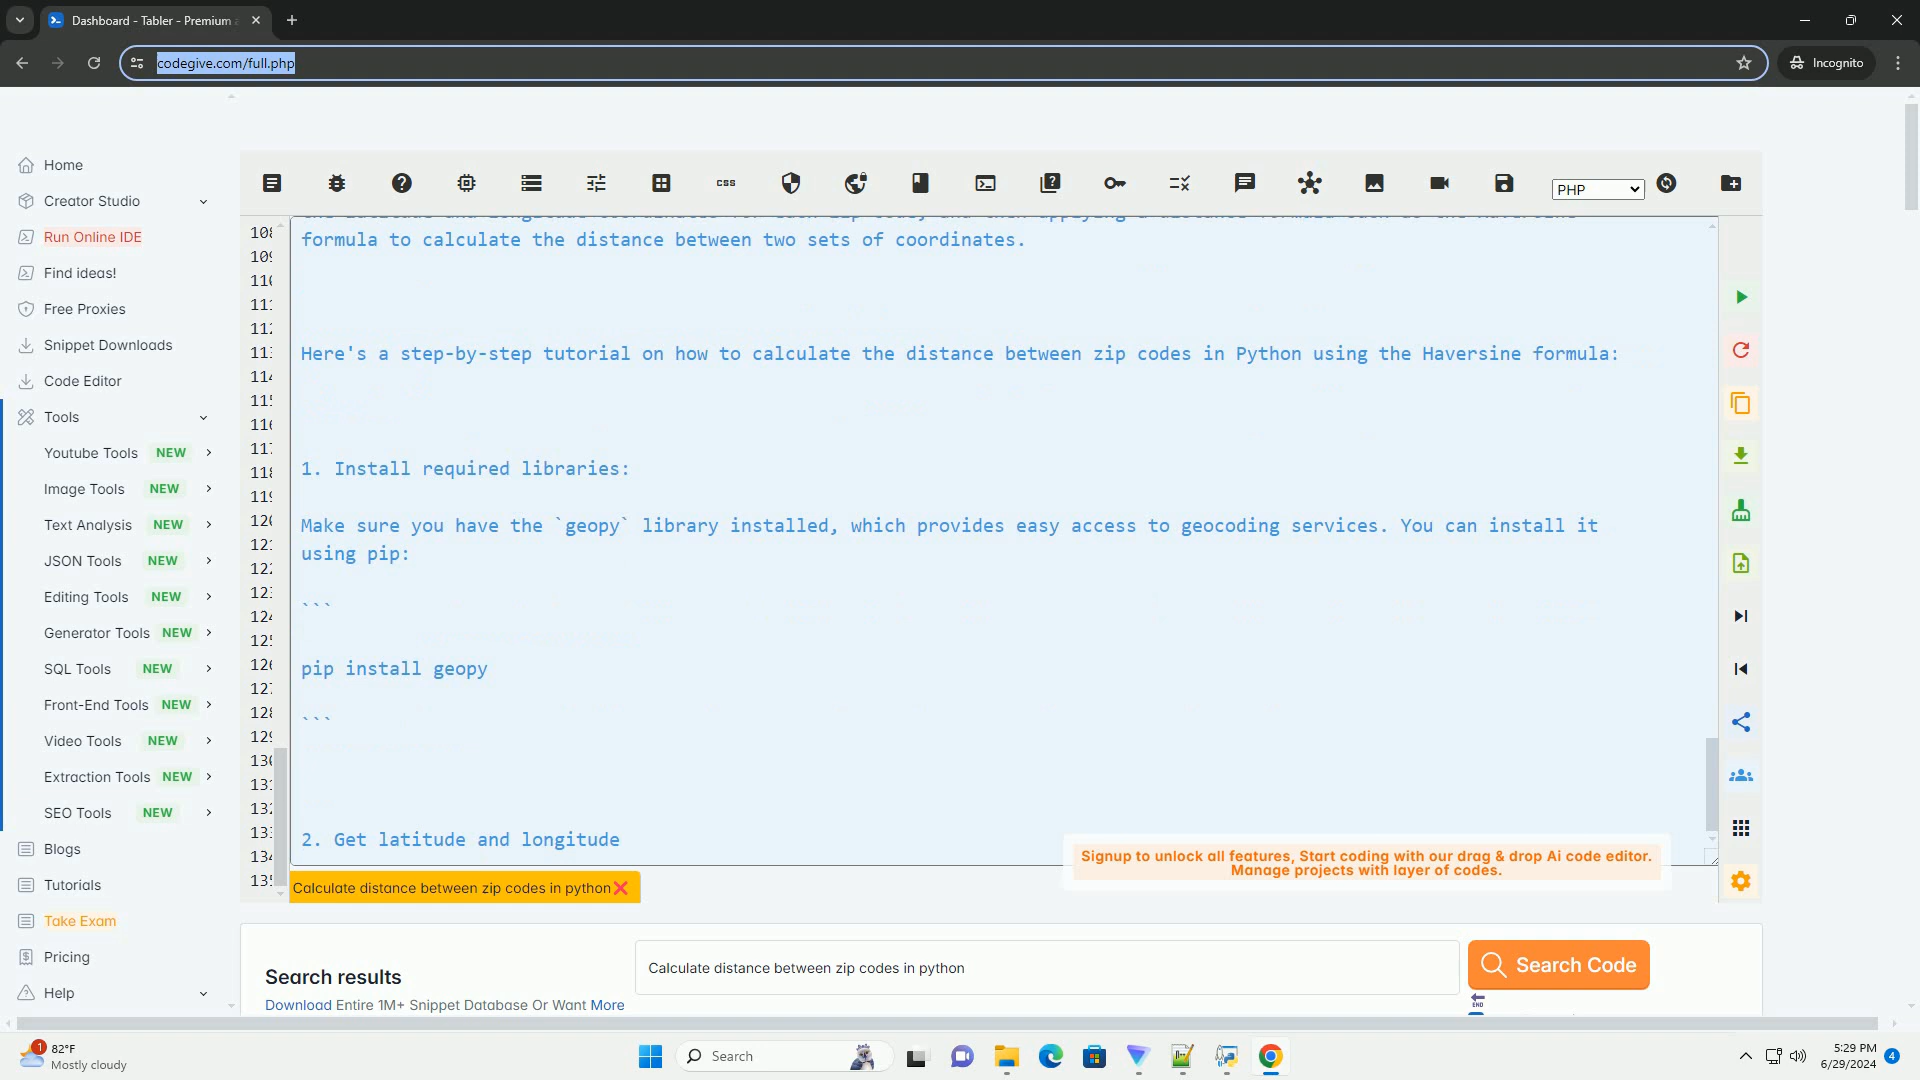 Dashboard - Tabler - Premium
codegive.com/full.php
Incognito
Home
Creator Studio
Run Online IDE
Find ideas!
Free Proxies
Snippet Downloads
Code Editor
Tools
Youtube Tools NEW
Image Tools NEW
Text Analysis NEW
JSON Tools NEW
Editing Tools NEW
Generator Tools NEW
SQL Tools NEW
Front-End Tools NEW
Video Tools NEW
Extraction Tools NEW
SEO Tools NEW
Blogs
Tutorials
Take Exam
Pricing
Help
css
PHP
formula to calculate the distance between two sets of coordinates.
Here's a step-by-step tutorial on how to calculate the distance between zip codes in Python using the Haversine formula:
1. Install required libraries:
Make sure you have the `geopy` library installed, which provides easy access to geocoding services. You can install it
using pip:
```
pip install geopy
```
2. Get latitude and longitude
Signup to unlock all features, Start coding with our drag & drop Ai code editor.
Manage projects with layer of codes.
Calculate distance between zip codes in python
Search results
Download Entire 1M+ Snippet Database Or Want More
Calculate distance between zip codes in python
Search Code
END
1
82°F
Mostly cloudy
Search
5:29 PM
6/29/2024
4